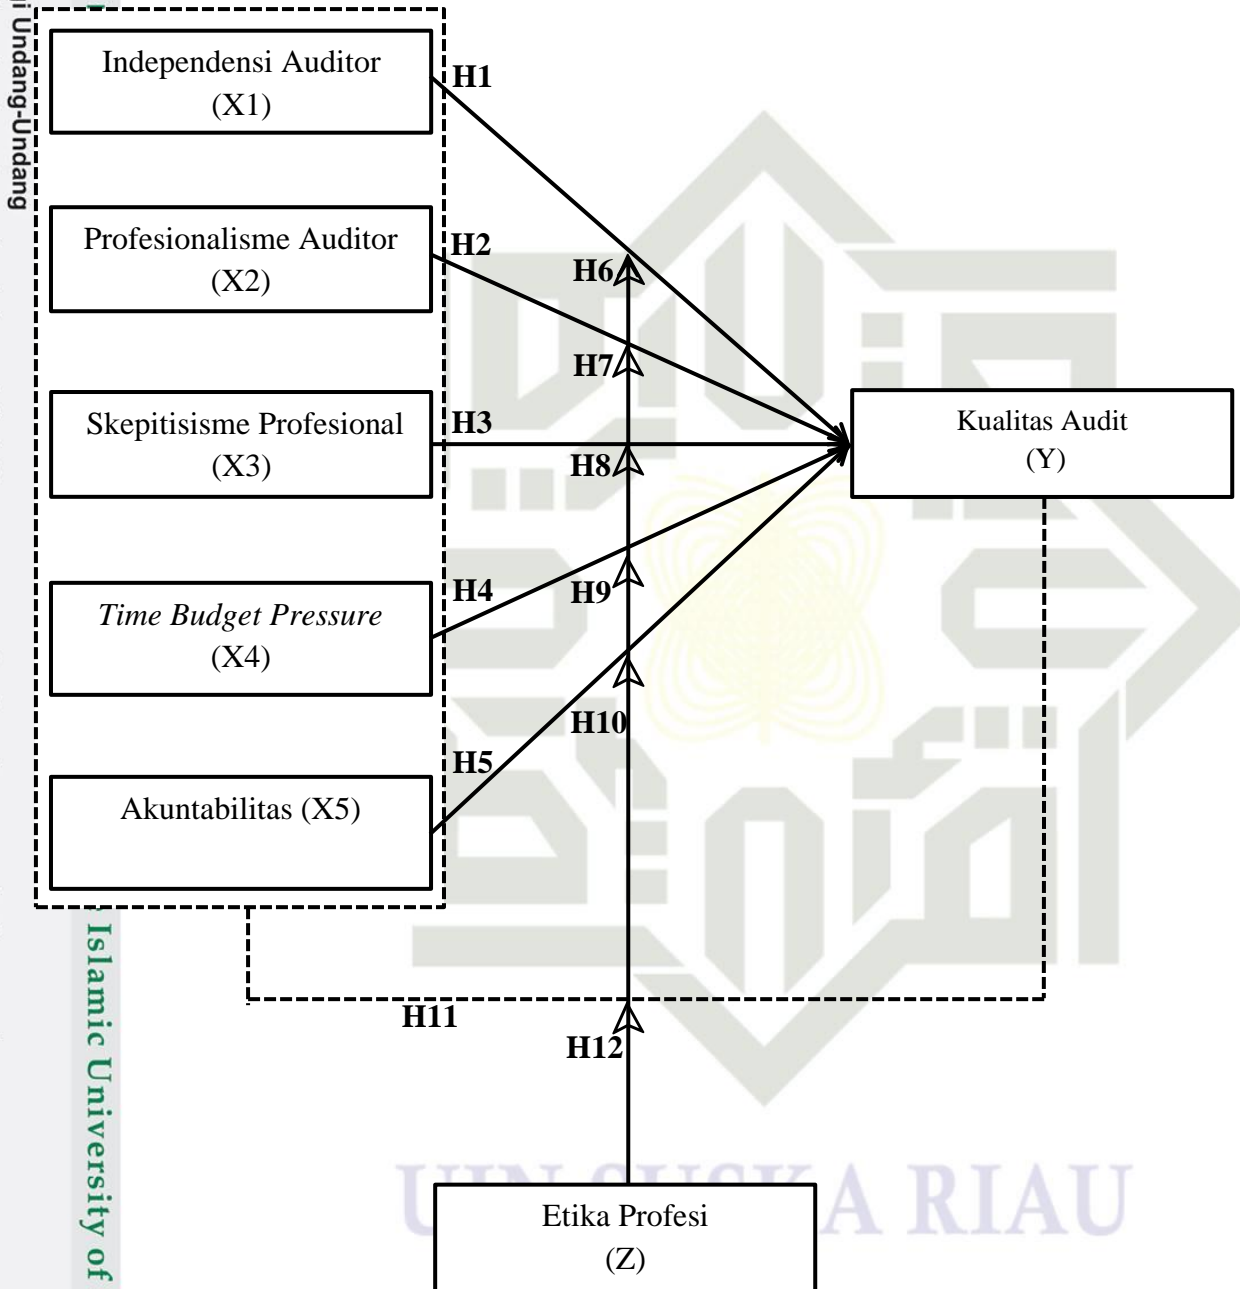 Independensi Auditor
(X1)
H1
Profesionalisme Auditor
(X2)
H2
H6
H7
Skepitisisme Profesional
(X3)
H3
H8
Kualitas Audit
(Y)
Time Budget Pressure
(X4)
H4
H9
H10
H5
Akuntabilitas (X5)
H11
H12
Etika Profesi
(Z)
Undang-Undang
Islamic University of
UIN SUSKA RIAU